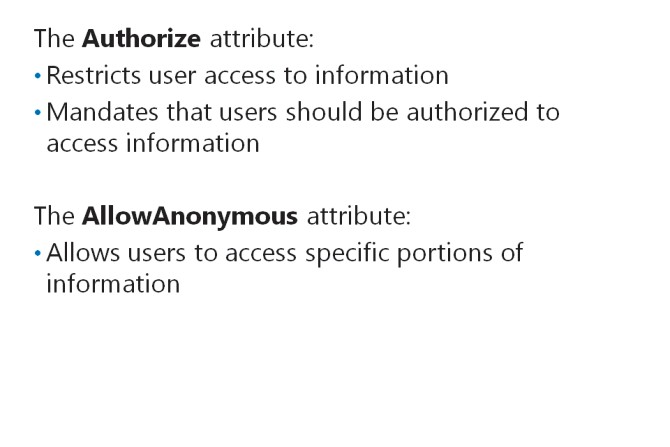 The Authorize attribute:
• Restricts user access to information
• Mandates that users should be authorized to
access information
The AllowAnonymous attribute:
• Allows users to access specific portions of
information